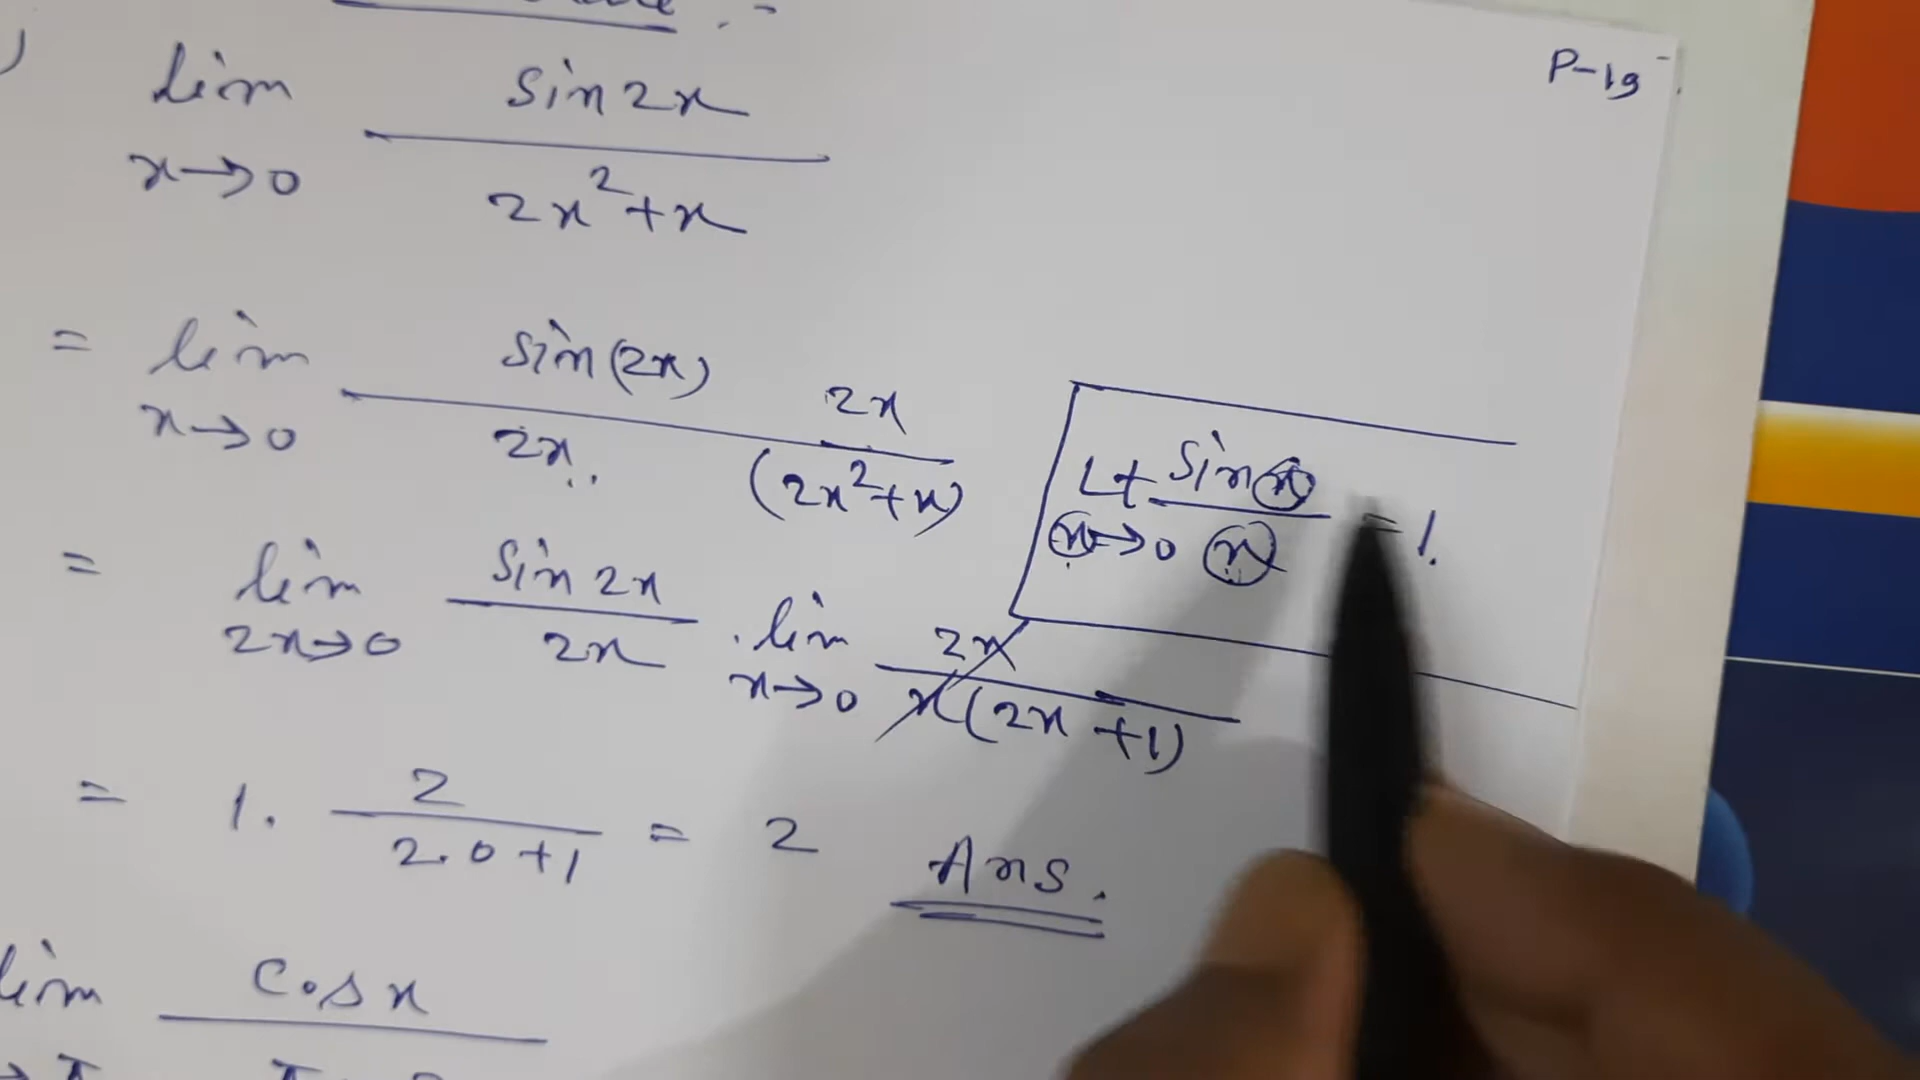 P-19
lim x→0 sin2x / 2x²+x
= lim x→0 sin(2x) / 2x . . 2x / (2x²+x)
Lt x→0 sinx / x = 1.
= lim 2x→0 sin2x / 2x . lim x→0 2x / x(2x+1)
= 1. 2 / 2.0+1 = 2 Ans.
lim cosx